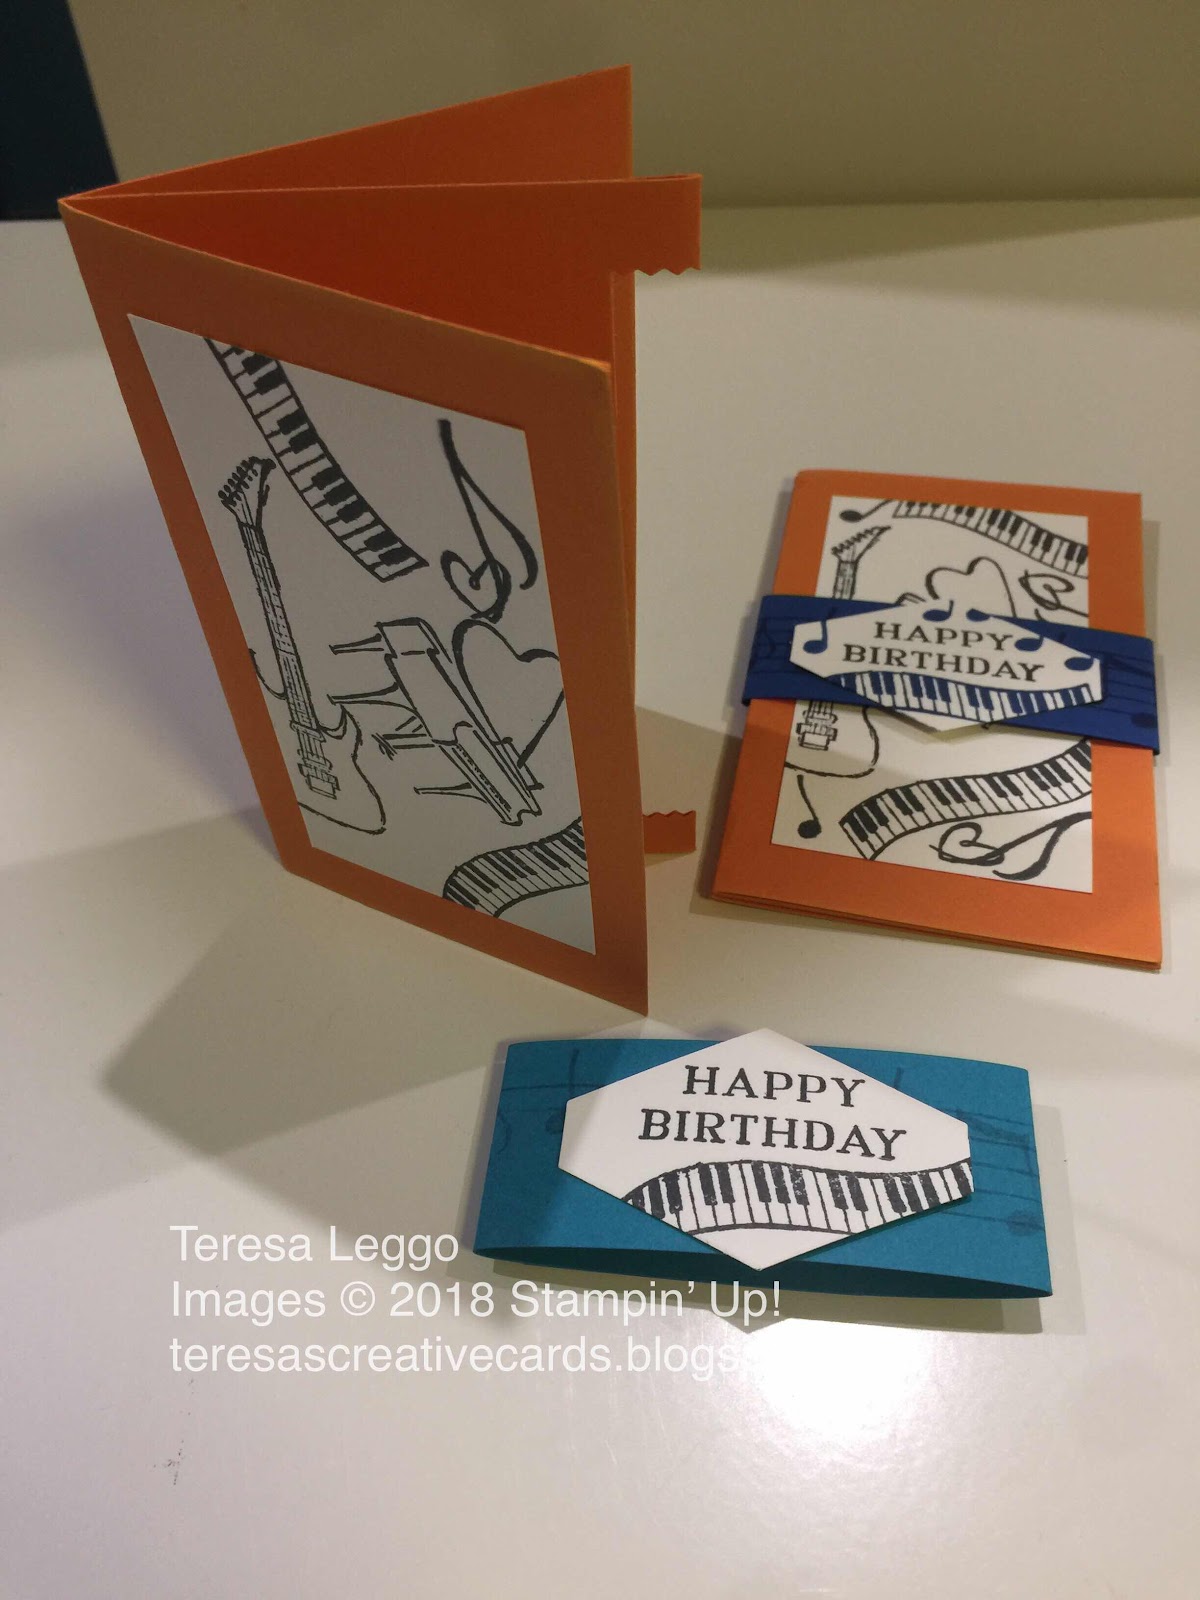 HAPPY
BIRTHDAY
HAPPY
BIRTHDAY
Teresa Leggo
Images © 2018 Stampin' Up!